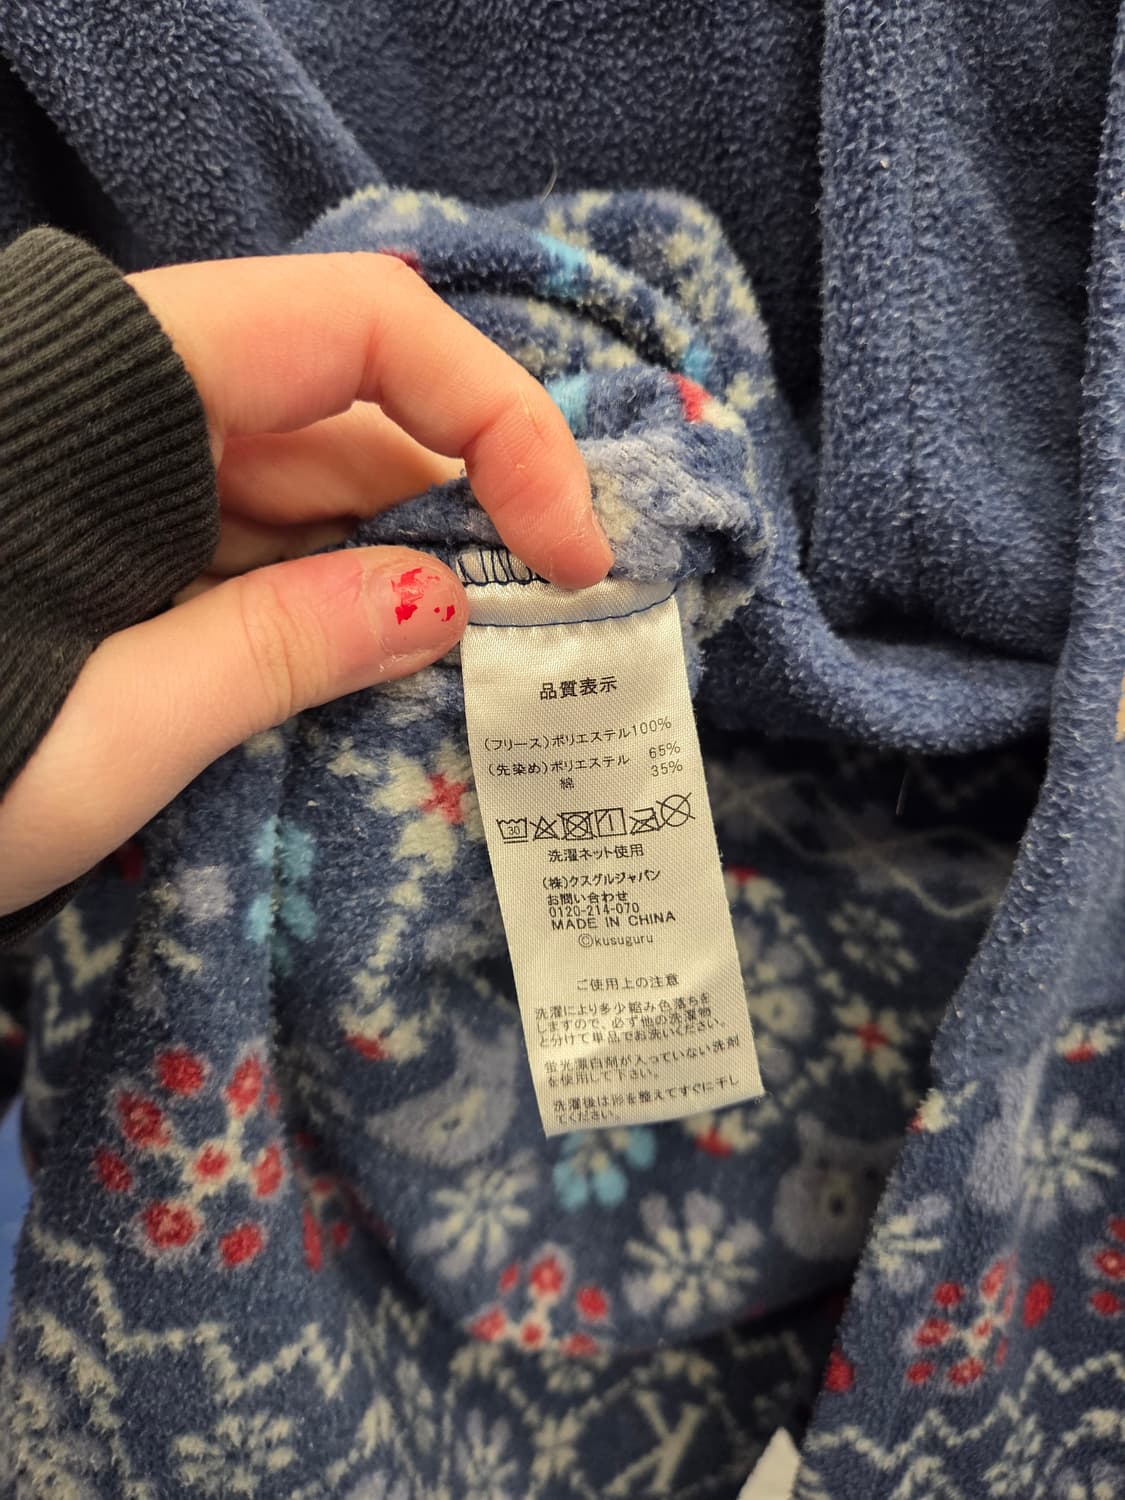 品質表示
(フリース)ポリエステル100%
(先染め)ポリエステル 65%
綿 35%
30
洗濯ネット使用
(株)クスグルジャパン
お問い合わせ
0120-214-070
MADE IN CHINA
©kusuguru
ご使用上の注意
洗濯により多少縮み色落ちを
しますので、必ず他の洗濯物
と分けて単品でお洗いください。
蛍光漂白剤が入っていない洗剤
を使用して下さい。
洗濯後は形を整えてすぐに干し
てください。